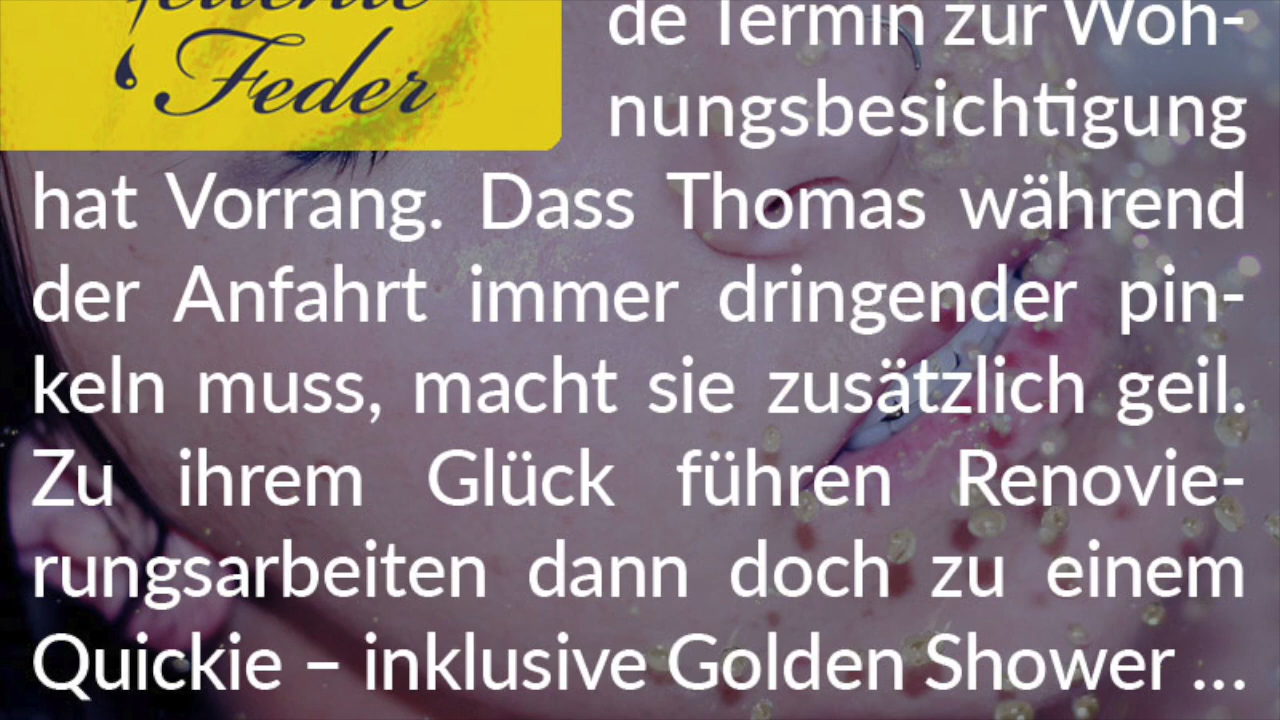 Feder
de Termin zur Woh-
nungsbesichtigung
hat Vorrang. Dass Thomas während
der Anfahrt immer dringender pin-
keln muss, macht sie zusätzlich geil.
Zu ihrem Glück führen Renovie-
rungsarbeiten dann doch zu einem
Quickie – inklusive Golden Shower ...